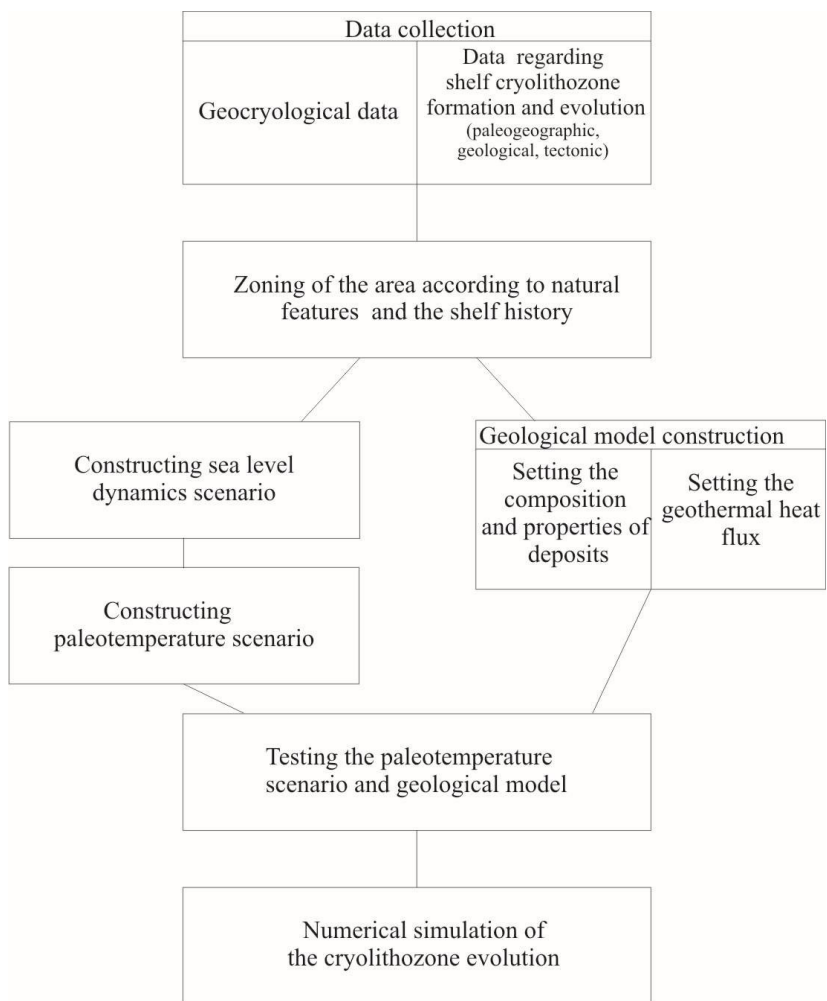 Data collection
Geocryological data
Data regarding
shelf cryolithozone
formation and evolution
(paleogeographic,
geological, tectonic)
Zoning of the area according to natural
features and the shelf history
Constructing sea level
dynamics scenario
Geological model construction
Setting the
composition
and properties of
deposits
Setting the
geothermal heat
flux
Constructing
paleotemperature scenario
Testing the paleotemperature
scenario and geological model
Numerical simulation of
the cryolithozone evolution